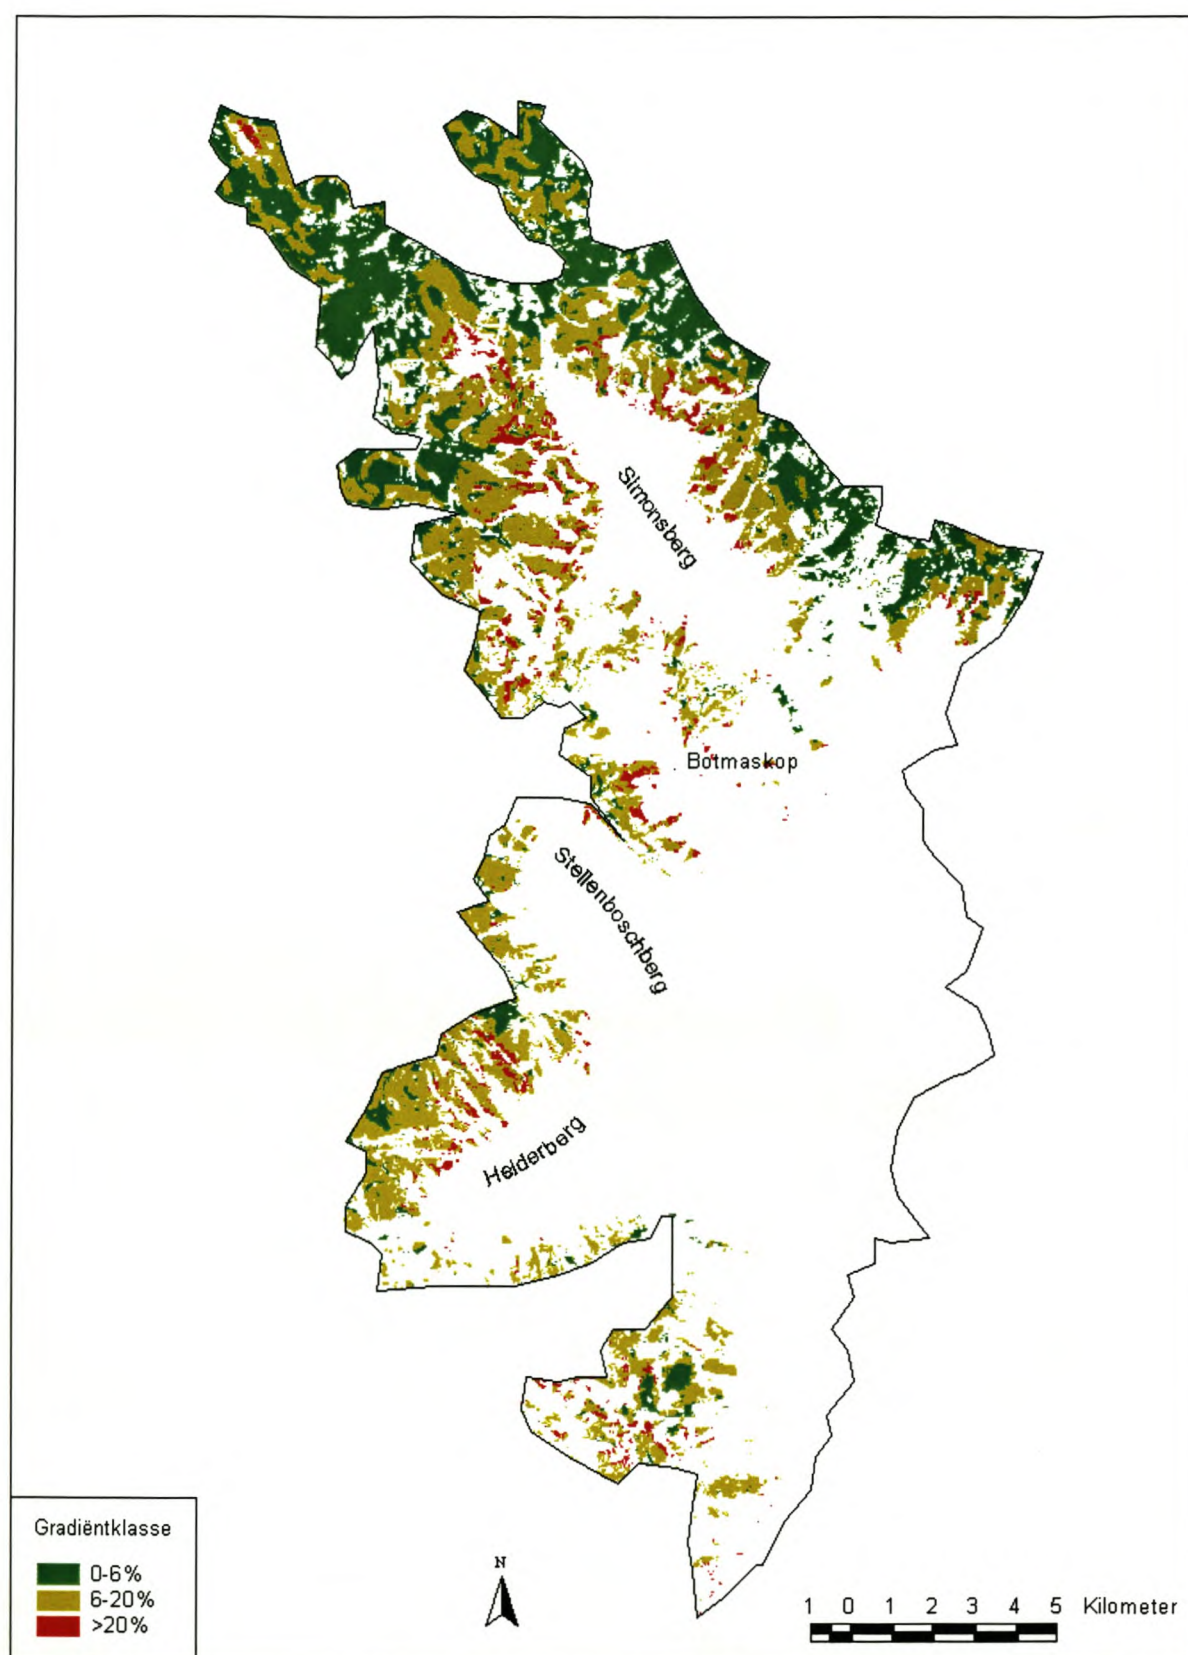 Simonsberg
Botmaskop
Stellenboschberg
Helderberg
Gradiëntklasse
0-6%
6-20%
>20%
N
1 0 1 2 3 4 5 Kilometer